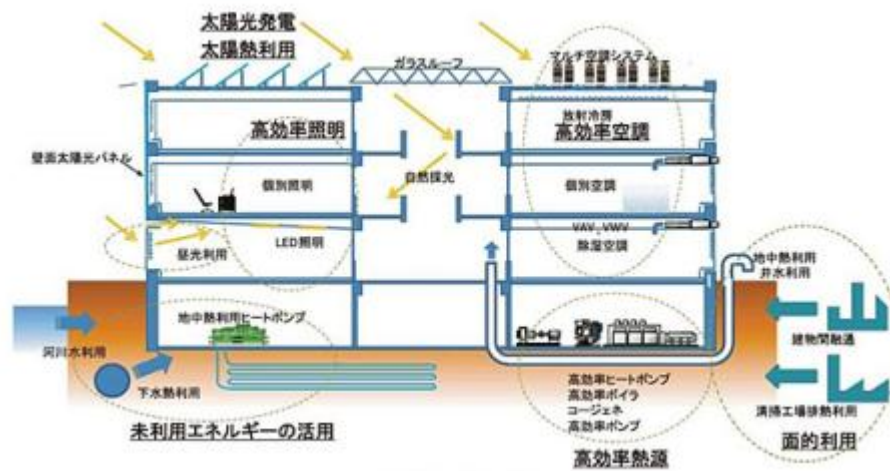 太陽光発電
太陽熱利用
ガラスルーフ
マルチ空調システム
放射冷房
高効率照明
高効率空調
壁面太陽光パネル
自然採光
個別照明
個別空調
VAV、VWV
LED照明
除湿空調
昼光利用
地中熱利用
井水利用
地中熱利用ヒートポンプ
建物間融通
河川水利用
下水熱利用
高効率ヒートポンプ
高効率ボイラ
コージェネ
高効率ポンプ
清掃工場排熱利用
未利用エネルギーの活用
面的利用
高効率熱源